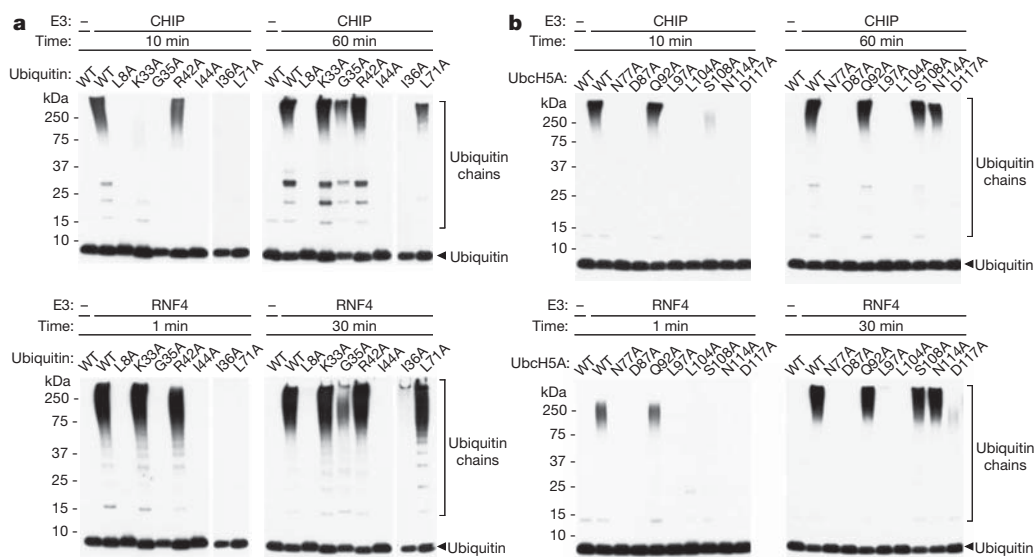 a
E3: – CHIP – CHIP
Time: 10 min 60 min
Ubiquitin: WT WT L8A K33A G35A R42A I44A I36A L71A WT WT L8A K33A G35A R42A I44A I36A L71A
kDa
250
75
37
25
15
10
Ubiquitin
chains
Ubiquitin
E3: – RNF4 – RNF4
Time: 1 min 30 min
Ubiquitin: WT WT L8A K33A G35A R42A I44A I36A L71A WT WT L8A K33A G35A R42A I44A I36A L71A
kDa
250
75
37
25
15
10
Ubiquitin
chains
Ubiquitin
b
E3: – CHIP – CHIP
Time: 10 min 60 min
UbcH5A: WT WT N77A D87A Q92A L97A L104A S108A N114A D117A WT WT N77A D87A Q92A L97A L104A S108A N114A D117A
kDa
250
75
37
25
15
10
Ubiquitin
chains
Ubiquitin
E3: – RNF4 – RNF4
Time: 1 min 30 min
UbcH5A: WT WT N77A D87A Q92A L97A L104A S108A N114A D117A WT WT N77A D87A Q92A L97A L104A S108A N114A D117A
kDa
250
75
37
25
15
10
Ubiquitin
chains
Ubiquitin